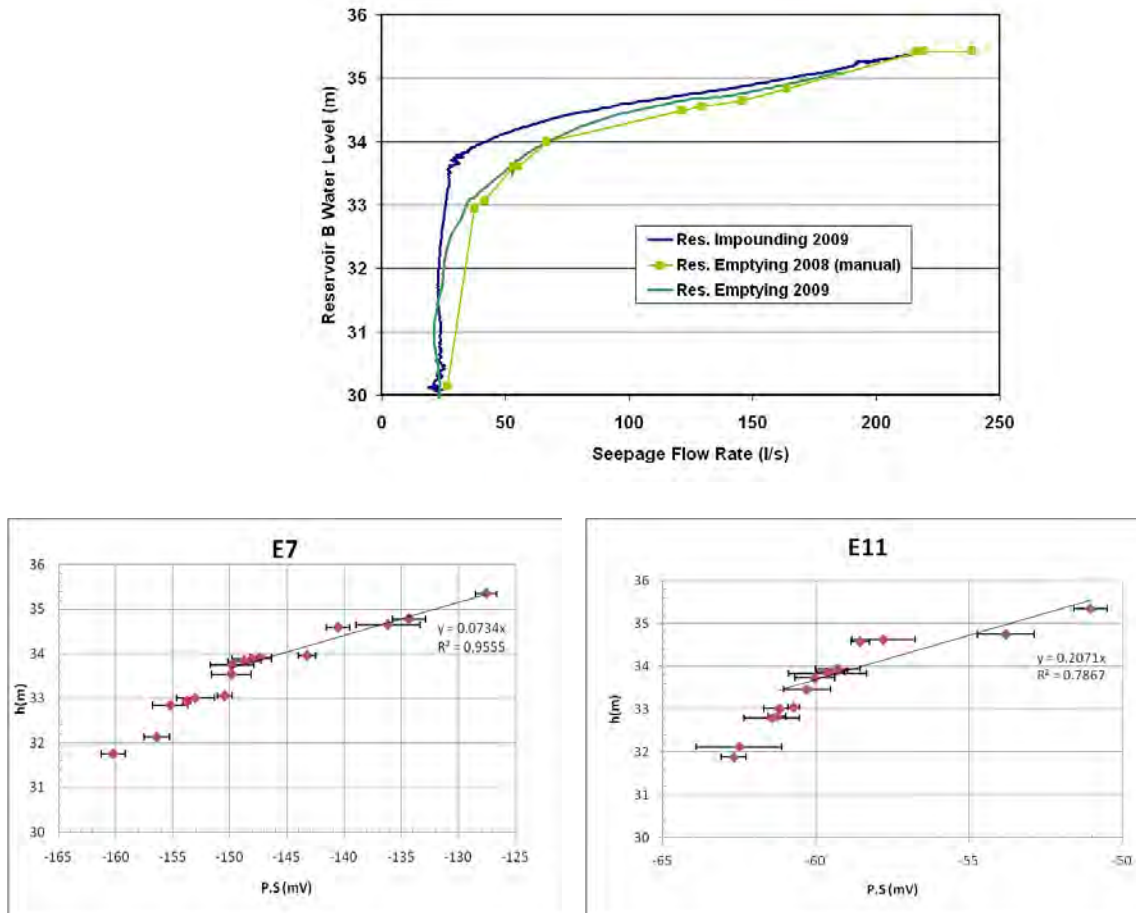 36
35
34
33
32
31
30
Reservoir B Water Level (m)
Res. Impounding 2009
Res. Emptying 2008 (manual)
Res. Emptying 2009
0 50 100 150 200 250
Seepage Flow Rate (l/s)
E7
36
35
34
33
32
31
30
h(m)
y = 0.0734x
R² = 0.9555
-165 -160 -155 -150 -145 -140 -135 -130 -125
P.S(mV)
E11
36
35
34
33
32
31
30
h(m)
y = 0.2071x
R² = 0.7867
-65 -60 -55 -50
P.S(mV)